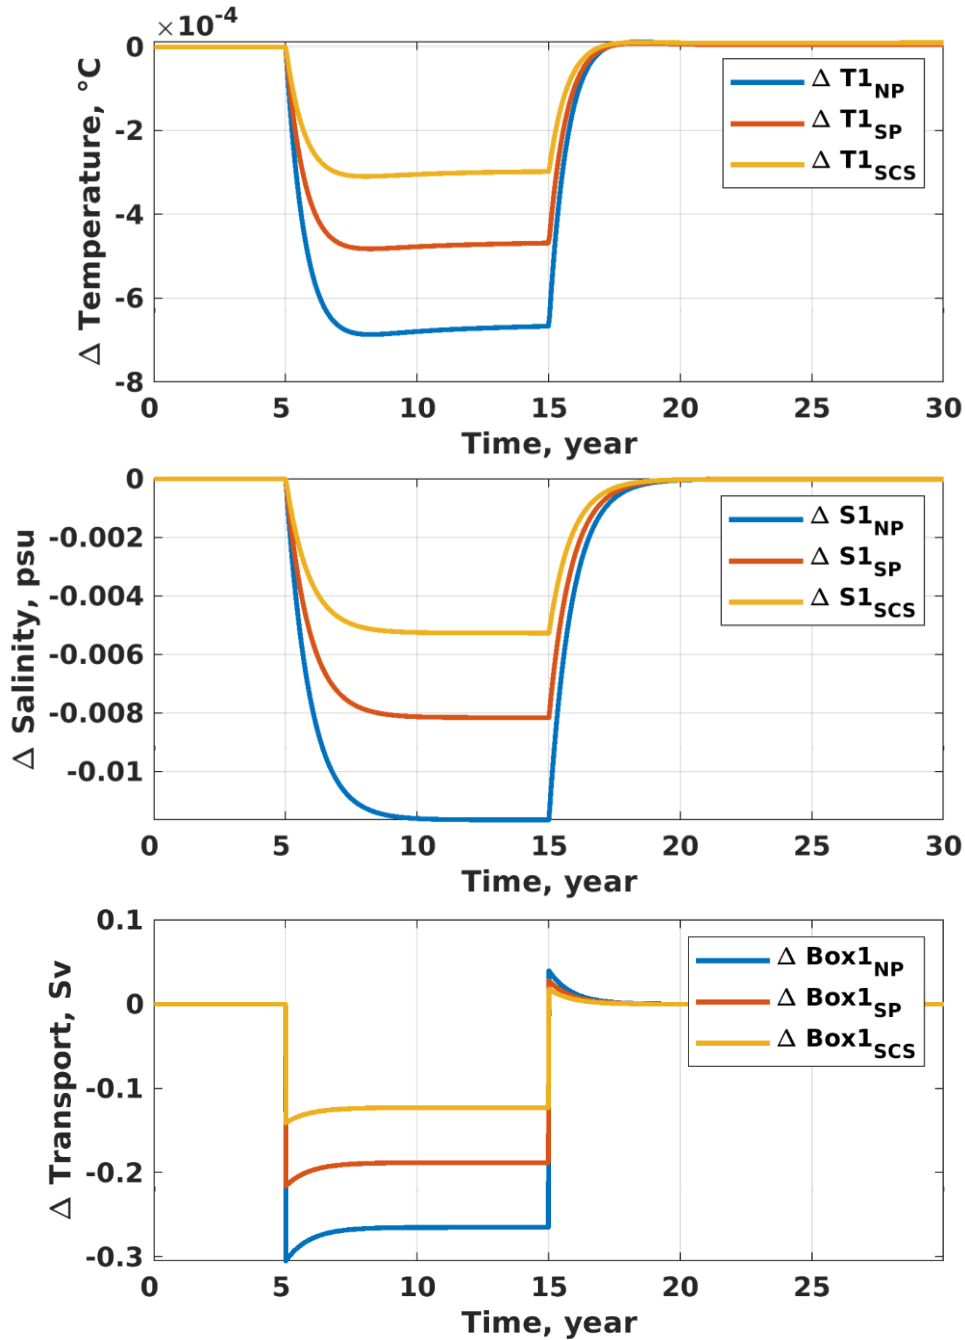 ×10⁻⁴
0
-2
-4
-6
-8
Δ Temperature, °C
Δ T1NP
Δ T1SP
Δ T1SCS
0 5 10 15 20 25 30
Time, year
0
-0.002
-0.004
-0.006
-0.008
-0.01
Δ Salinity, psu
Δ S1NP
Δ S1SP
Δ S1SCS
0 5 10 15 20 25 30
Time, year
0.1
0
-0.1
-0.2
-0.3
Δ Transport, Sv
Δ Box1NP
Δ Box1SP
Δ Box1SCS
0 5 10 15 20 25 30
Time, year